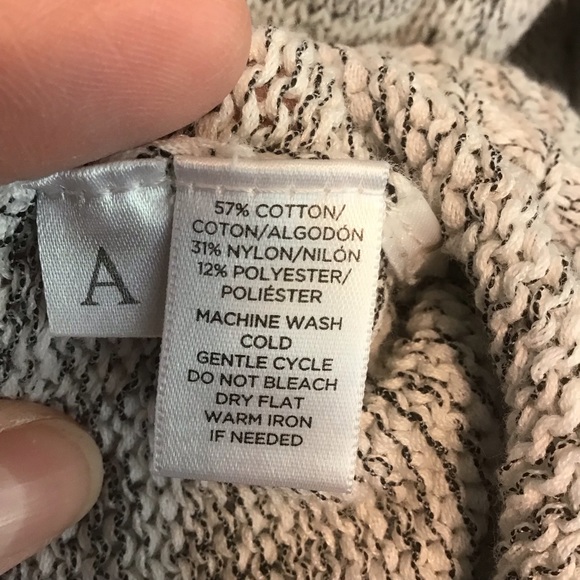 A
57% COTTON/
COTON/ALGODÓN
31% NYLON/NILÓN
12% POLYESTER/
POLIÉSTER
MACHINE WASH
COLD
GENTLE CYCLE
DO NOT BLEACH
DRY FLAT
WARM IRON
IF NEEDED